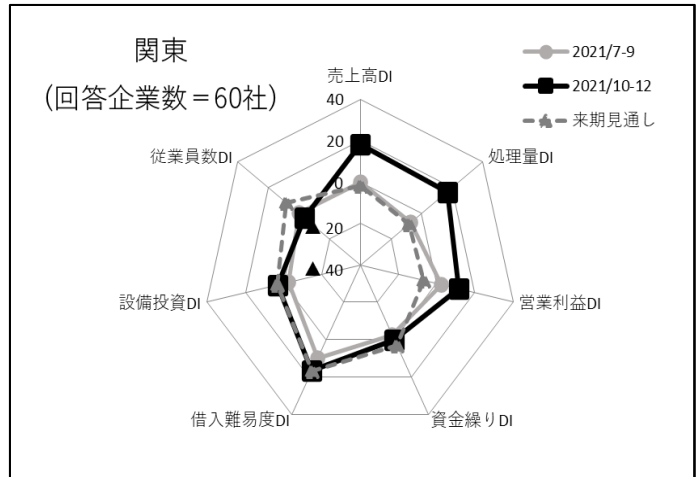 関東
(回答企業数＝60社)
2021/7-9
2021/10-12
来期見通し
売上高DI
処理量DI
営業利益DI
資金繰りDI
借入難易度DI
設備投資DI
従業員数DI
40
20
0
▲ 20
▲ 40